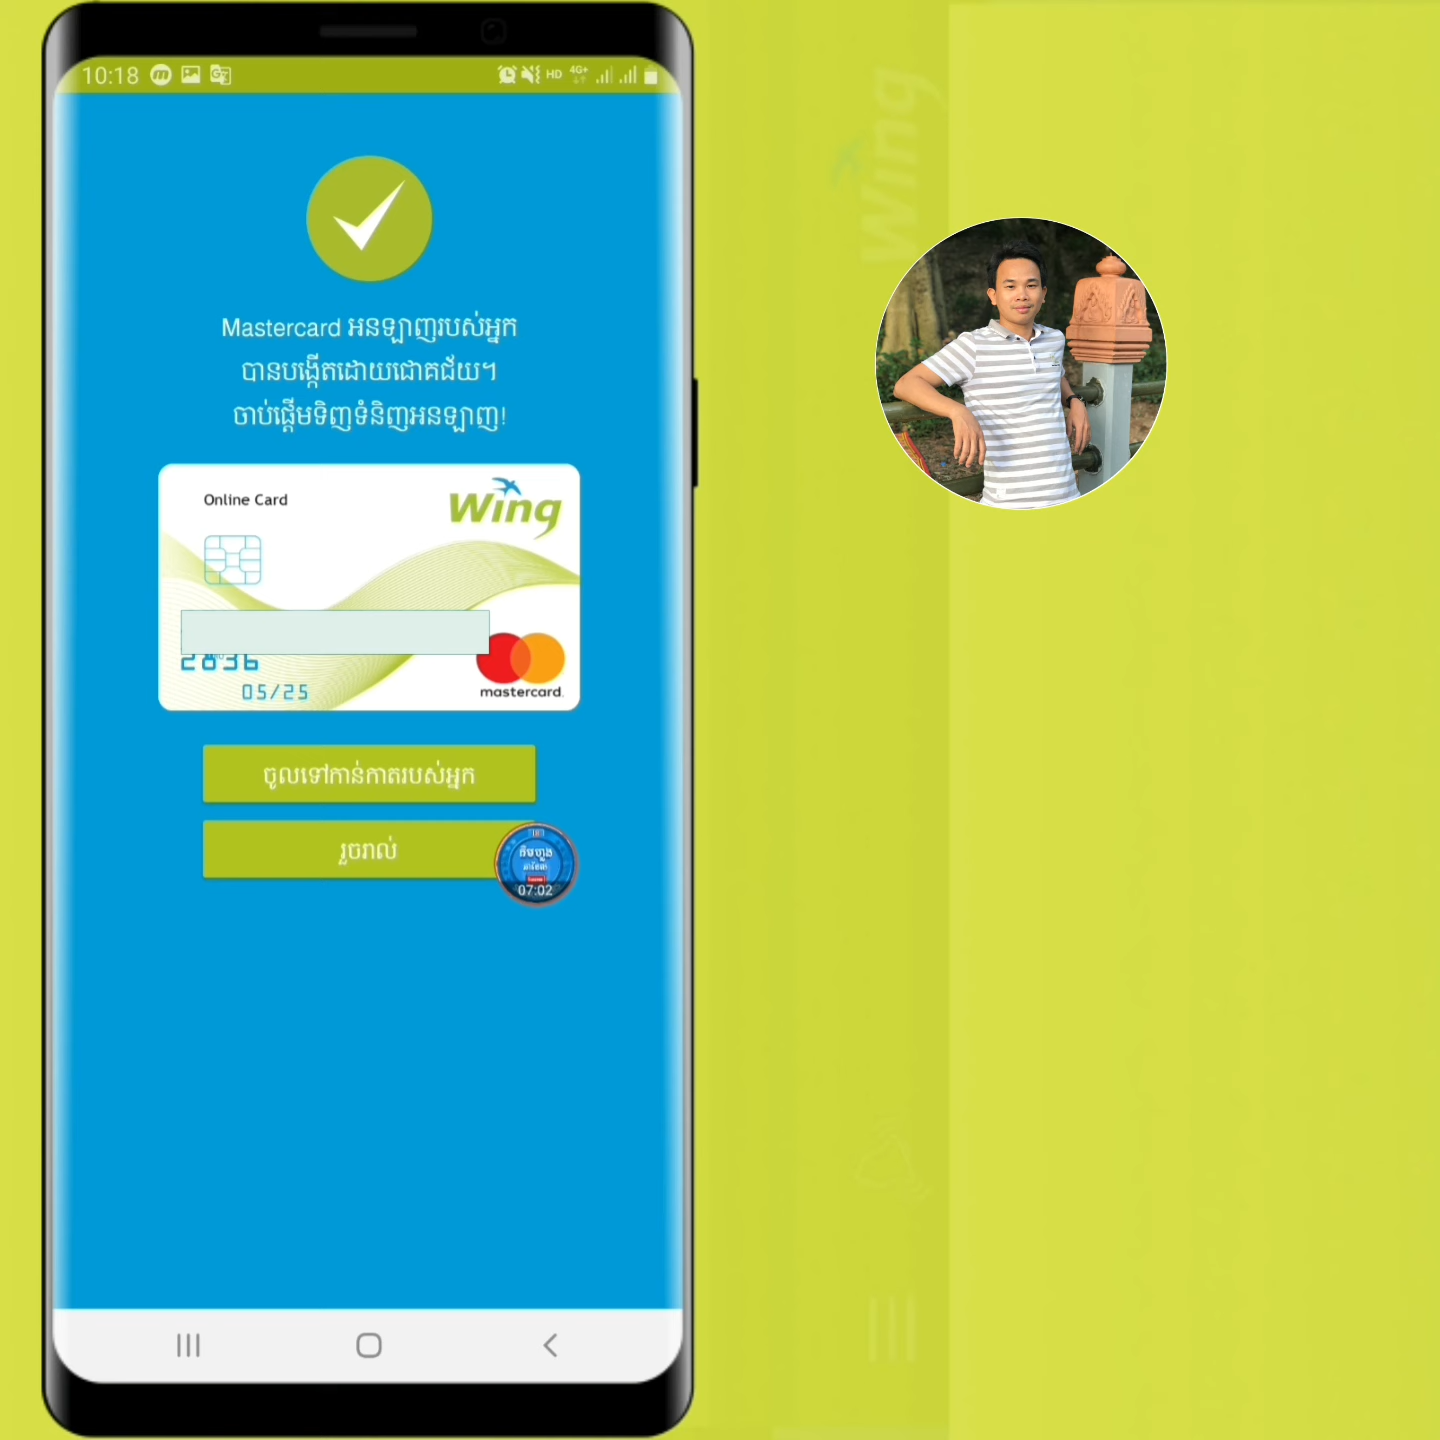 10:18
HD 4G+
Mastercard អនឡាញរបស់អ្នក
បានបង្កើតដោយជោគជ័យ។
ចាប់ផ្ដើមទិញទំនិញអនឡាញ!
Online Card
Wing
2836
05/25
mastercard.
ចូលទៅកាន់កាតរបស់អ្នក
រួចរាល់
07:02
Wing